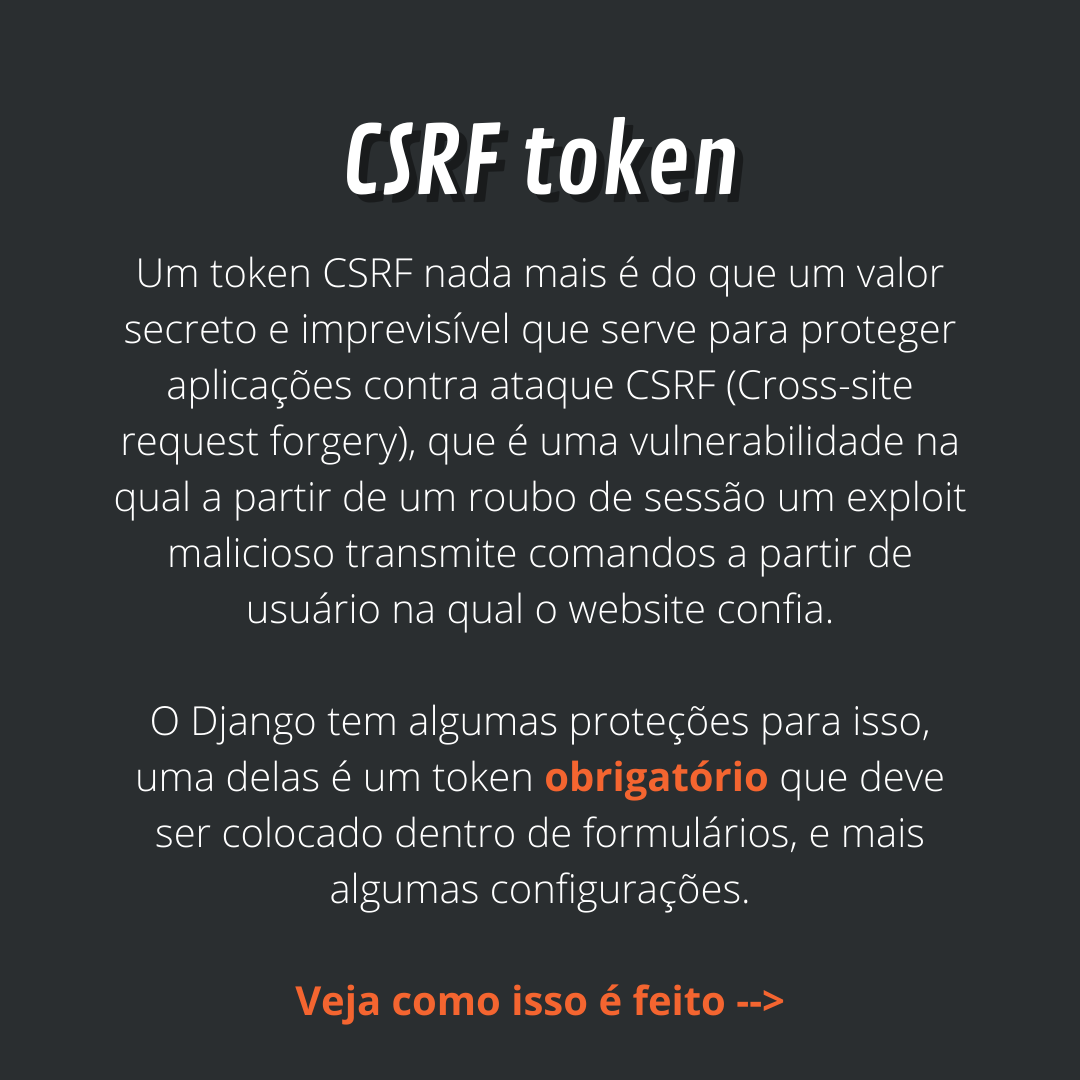 CSRF token
Um token CSRF nada mais é do que um valor
secreto e imprevisível que serve para proteger
aplicações contra ataque CSRF (Cross-site
request forgery), que é uma vulnerabilidade na
qual a partir de um roubo de sessão um exploit
malicioso transmite comandos a partir de
usuário na qual o website confia.
O Django tem algumas proteções para isso,
uma delas é um token obrigatório que deve
ser colocado dentro de formulários, e mais
algumas configurações.
Veja como isso é feito -->